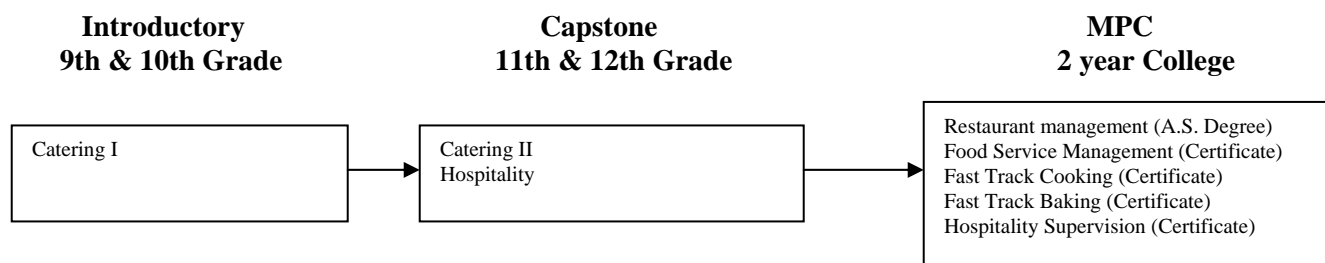 Introductory
9th & 10th Grade
Capstone
11th & 12th Grade
MPC
2 year College
Catering I
Catering II
Hospitality
Restaurant management (A.S. Degree)
Food Service Management (Certificate)
Fast Track Cooking (Certificate)
Fast Track Baking (Certificate)
Hospitality Supervision (Certificate)